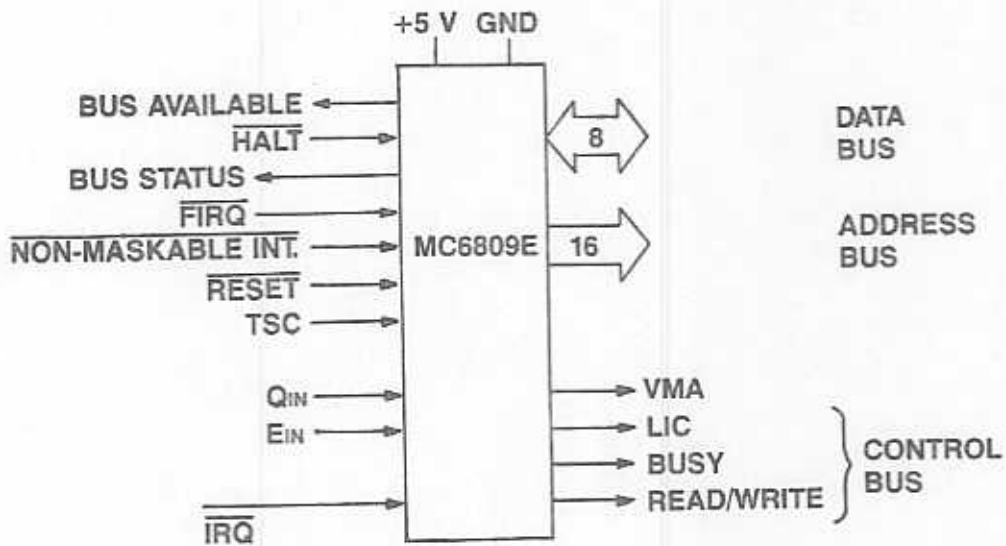 +5 V GND
BUS AVAILABLE
HALT
BUS STATUS
FIRQ
NON-MASKABLE INT.
RESET
TSC
QIN
EIN
IRQ
MC6809E
8
16
DATA
BUS
ADDRESS
BUS
VMA
LIC
BUSY
READ/WRITE
CONTROL
BUS